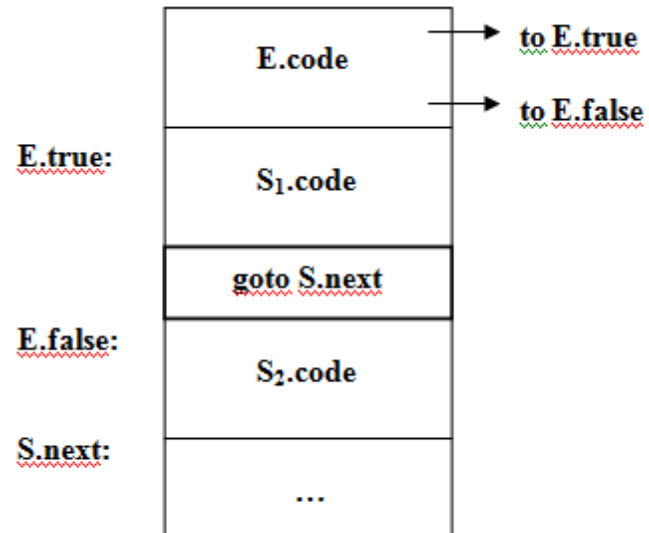 E.code
to E.true
to E.false
E.true:
S₁.code
goto S.next
E.false:
S₂.code
S.next:
...